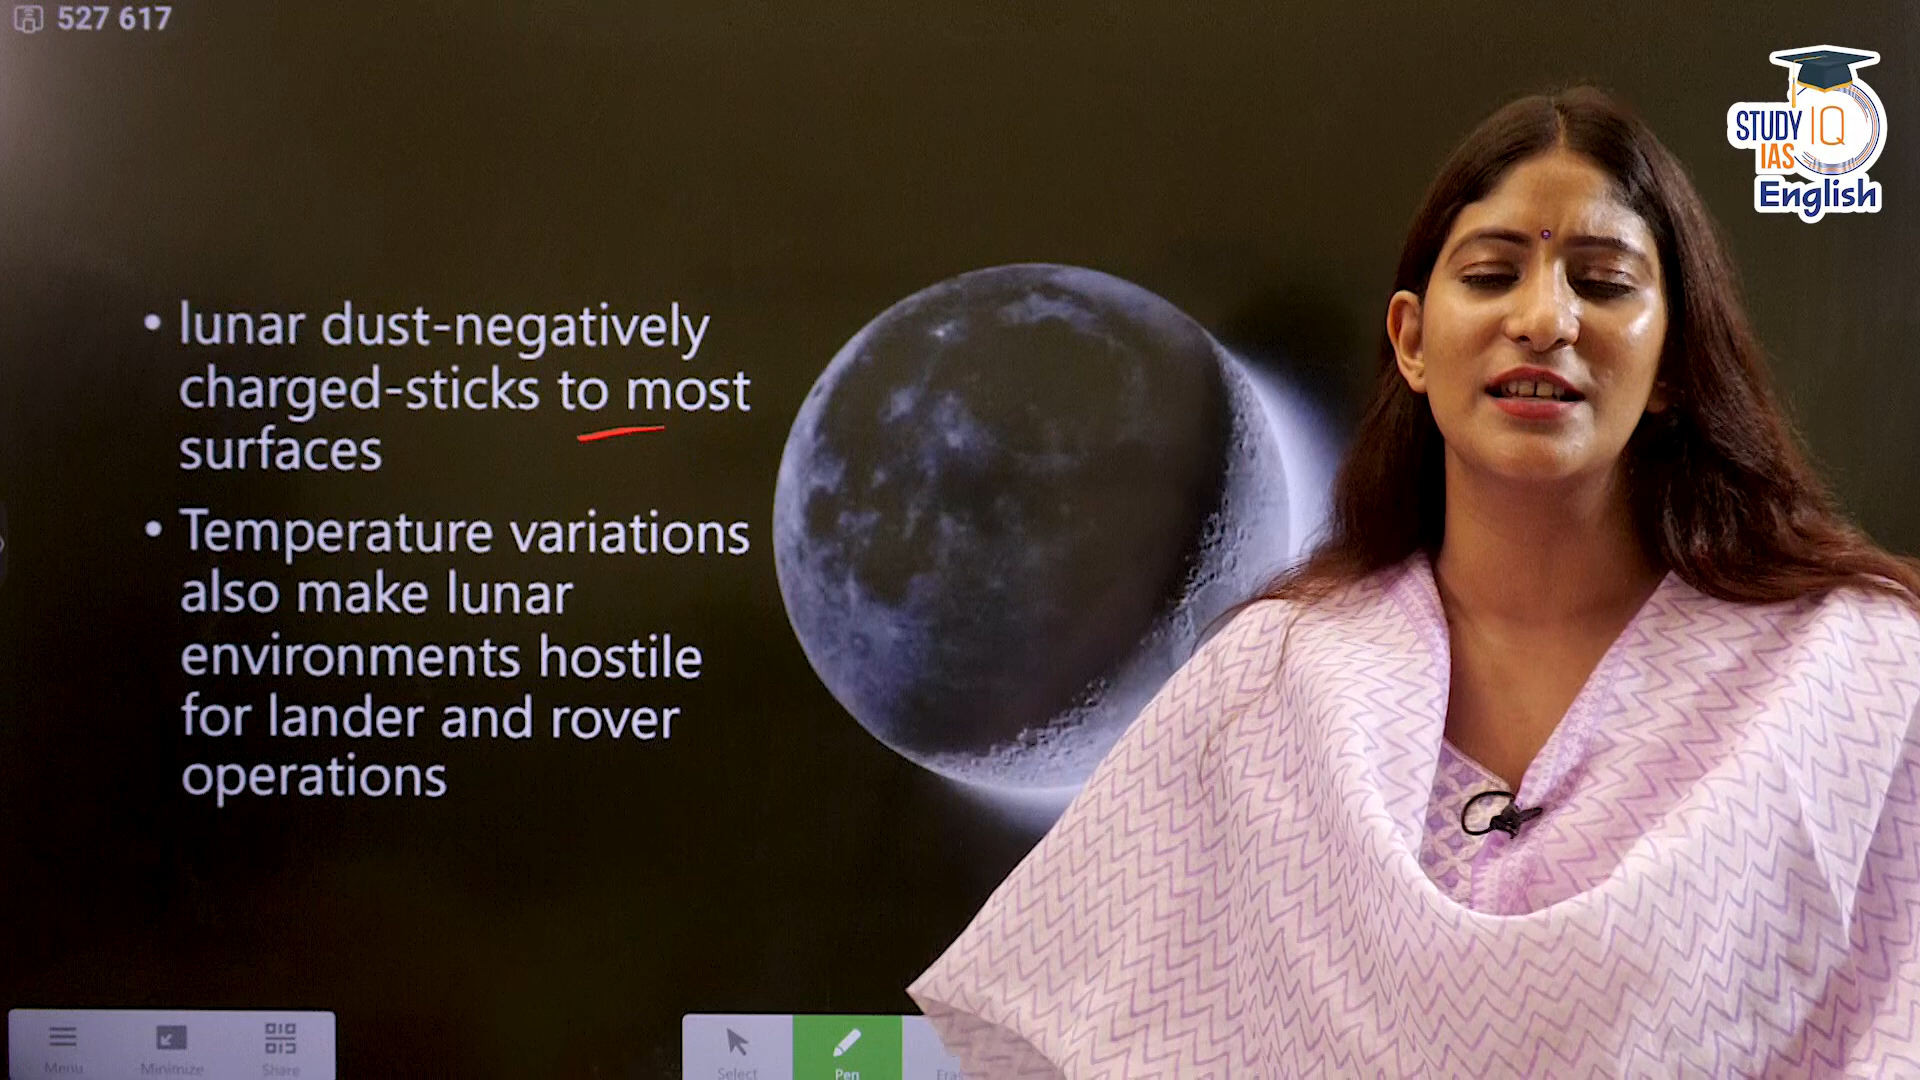 527 617
STUDY IQ
IAS
English
• lunar dust-negatively
charged-sticks to most
surfaces
• Temperature variations
also make lunar
environments hostile
for lander and rover
operations
Menu
Minimize
Share
Select
Pen